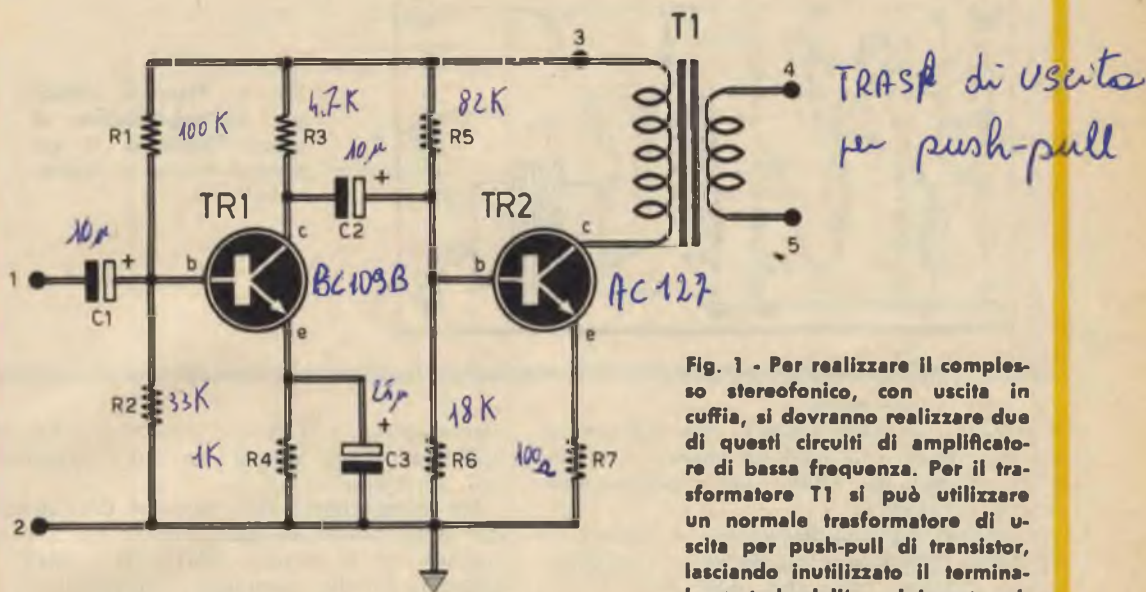 3
T1
4
TRASF di uscita
per push-pull
5
R1
100K
4.7K
R3
82K
R5
10µ
+
C2
TR1
TR2
10µ
+
1
C1
b
c
e
BC109B
b
c
e
AC127
R2
33K
1K
R4
25µ
+
C3
18K
R6
100Ω
R7
2
Fig. 1 - Per realizzare il comples-
so stereofonico, con uscita in
cuffia, si dovranno realizzare due
di questi circuiti di amplificato-
re di bassa frequenza. Per il tra-
sformatore T1 si può utilizzare
un normale trasformatore di u-
scita per push-pull di transistor,
lasciando inutilizzato il termina-